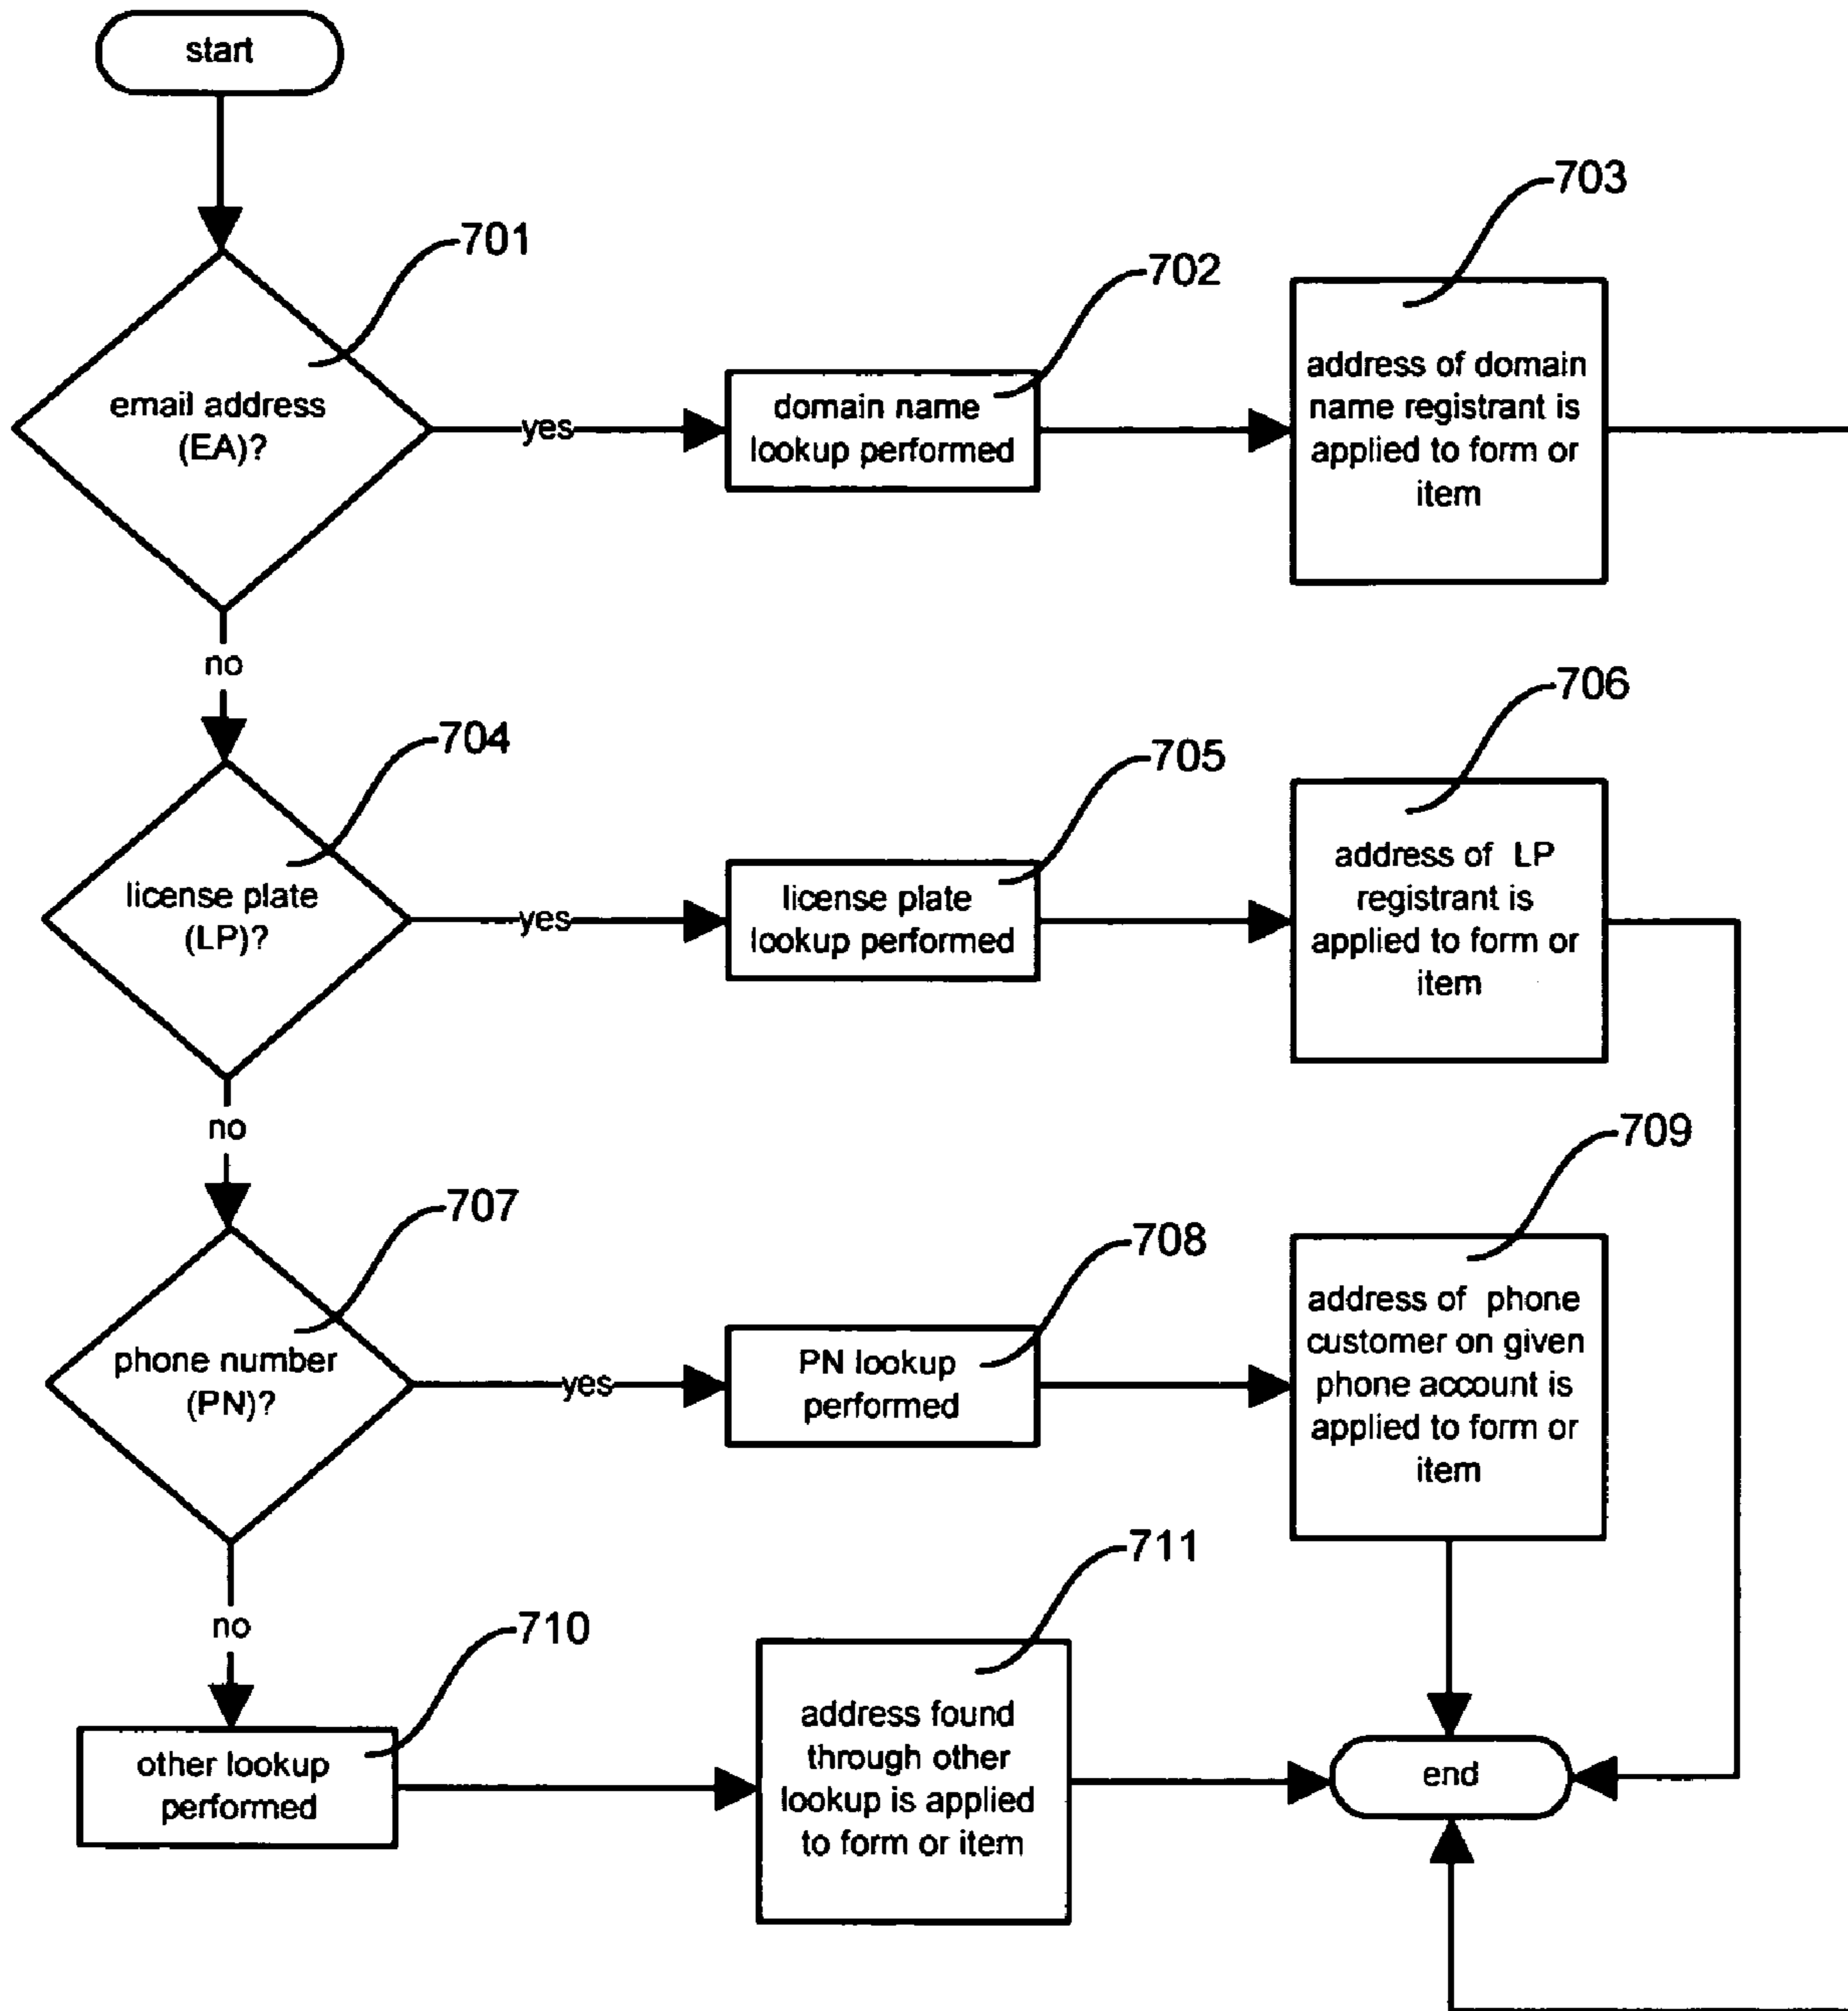 start
701
email address
(EA)?
yes
702
domain name
lookup performed
703
address of domain
name registrant is
applied to form or
item
no
704
license plate
(LP)?
yes
705
license plate
lookup performed
706
address of LP
registrant is
applied to form or
item
no
707
phone number
(PN)?
yes
708
PN lookup
performed
709
address of phone
customer on given
phone account is
applied to form or
item
no
710
other lookup
performed
711
address found
through other
lookup is applied
to form or item
end